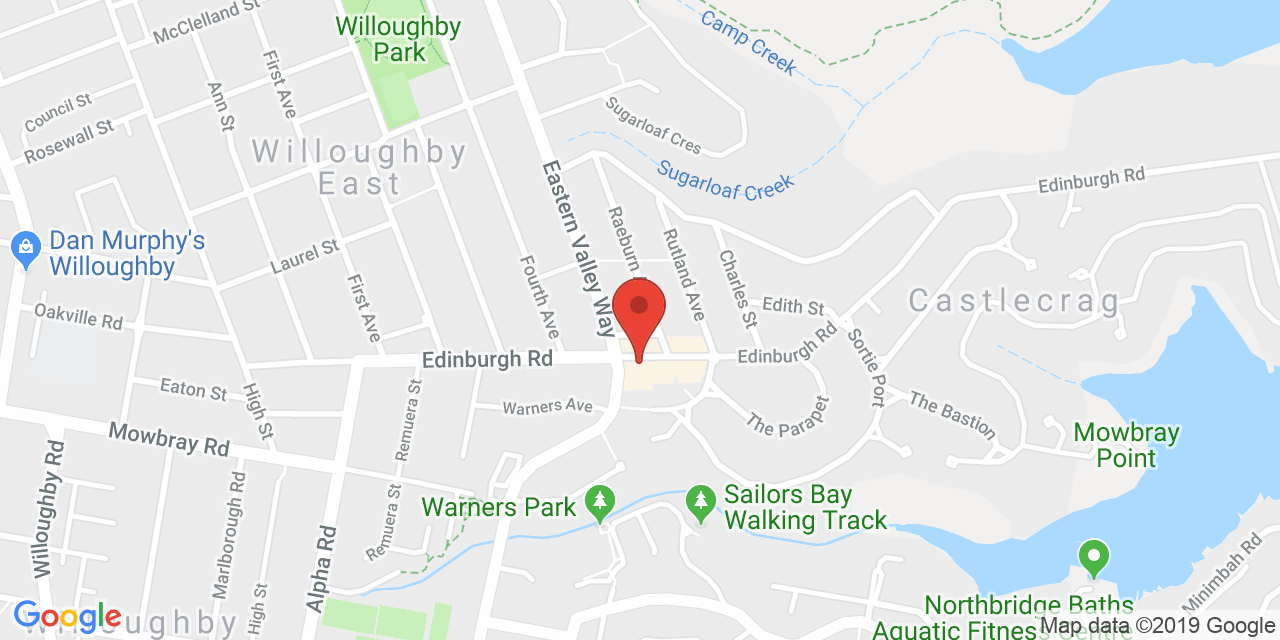 McClelland St
Willoughby
Park
Camp Creek
First Ave
Ann St
Council St
Rosewall St
Sugarloaf Cres
Willoughby
East
Sugarloaf Creek
Edinburgh Rd
Eastern Valley Way
Raeburn
Rutland Ave
Charles St
Dan Murphy's
Willoughby
Laurel St
Fourth Ave
First Ave
Oakville Rd
Edith St
Castlecrag
Edinburgh Rd
Edinburgh Rd
Sortie Port
Eaton St
High St
Remuera St
Warners Ave
The Parapet
The Bastion
Mowbray Rd
Mowbray
Point
Willoughby Rd
Marlborough Rd
Remuera St
Warners Park
Sailors Bay
Walking Track
Alpha Rd
High St
Minimbah Rd
Northbridge Baths
Aquatic Fitness Centre
Willoughby
Google
Map data ©2019 Google